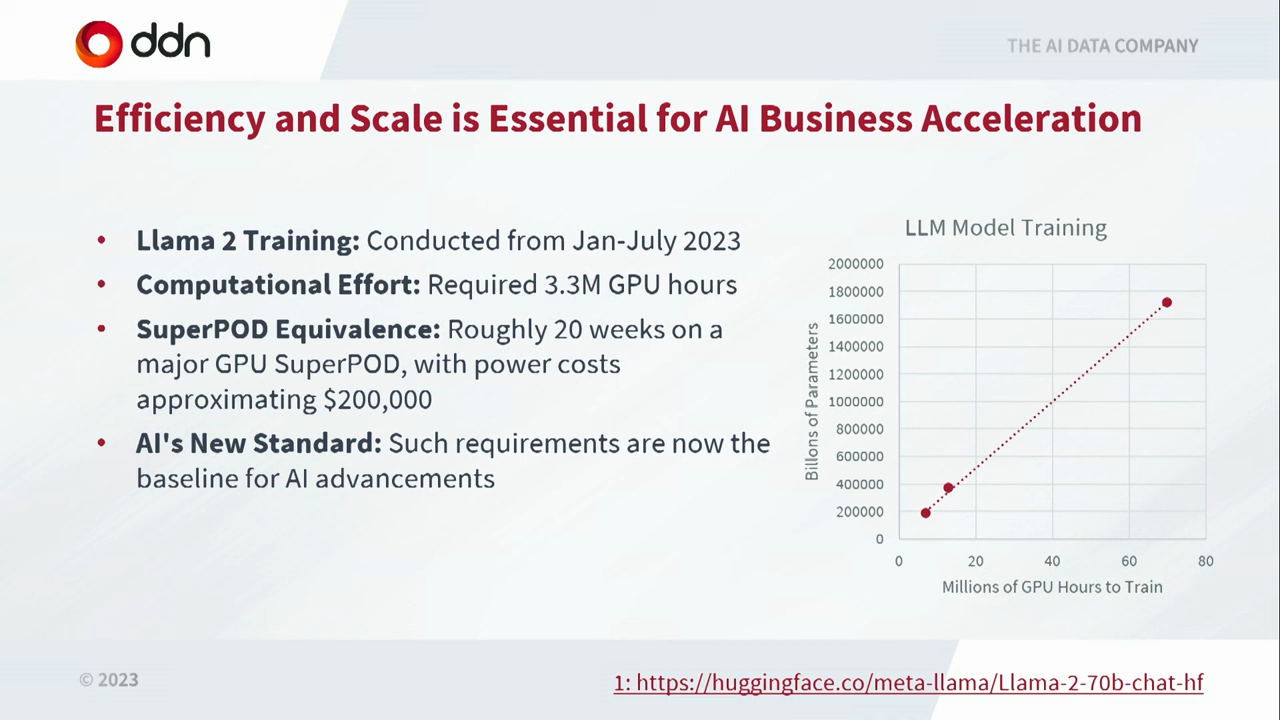 ddn
THE AI DATA COMPANY
Efficiency and Scale is Essential for AI Business Acceleration
• Llama 2 Training: Conducted from Jan-July 2023
• Computational Effort: Required 3.3M GPU hours
• SuperPOD Equivalence: Roughly 20 weeks on a
major GPU SuperPOD, with power costs
approximating $200,000
• AI's New Standard: Such requirements are now the
baseline for AI advancements
LLM Model Training
Billons of Parameters
2000000
1800000
1600000
1400000
1200000
1000000
800000
600000
400000
200000
0
0 20 40 60 80
Millions of GPU Hours to Train
© 2023
1: https://huggingface.co/meta-llama/Llama-2-70b-chat-hf